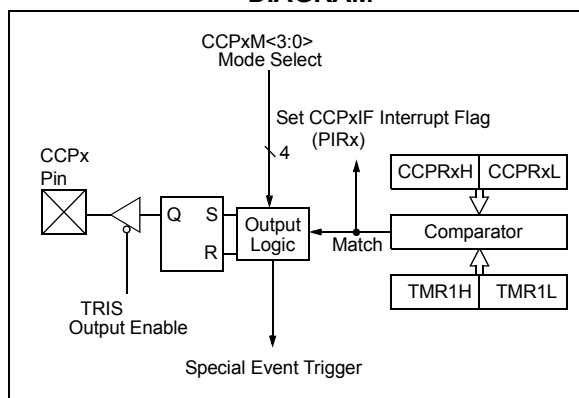 DIAGRAM
CCPxM<3:0>
Mode Select
Set CCPxIF Interrupt Flag
(PIRx)
4
CCPx
Pin
CCPRxH CCPRxL
Q S
R
Output
Logic
Match
Comparator
TRIS
Output Enable
TMR1H TMR1L
Special Event Trigger